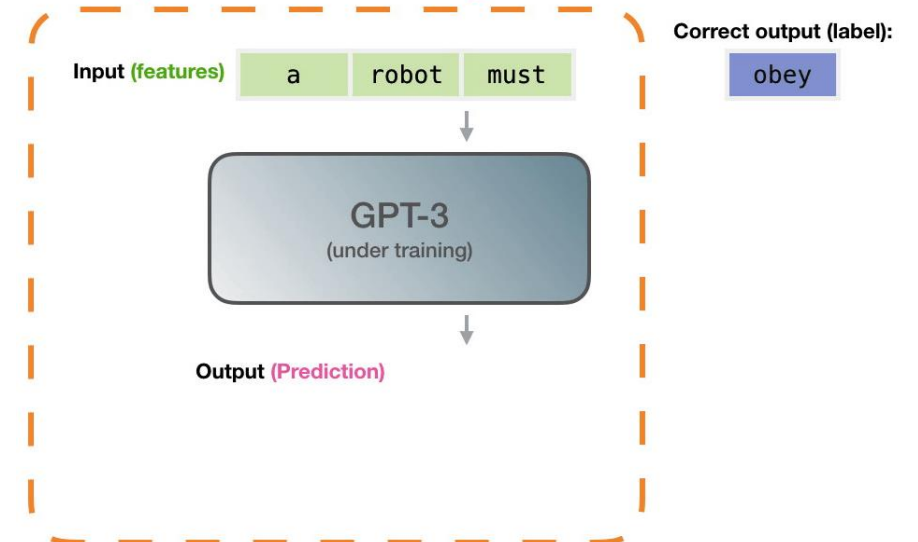 Correct output (label):
Input (features) a robot must obey
GPT-3
(under training)
Output (Prediction)